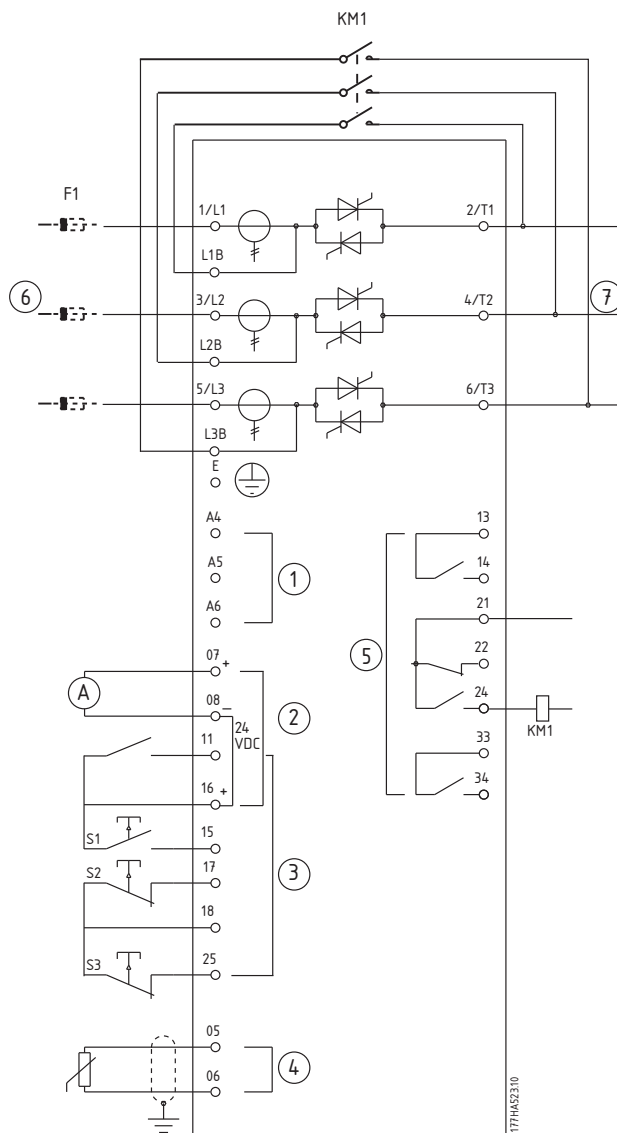 KM1
F1
1/L1
2/T1
L1B
6
3/L2
4/T2
7
L2B
5/L3
6/T3
L3B
E
A4
13
A5
1
14
A6
21
07 +
5
22
A
2
08 –
24
24
VDC
KM1
11
33
16 +
34
S1
15
S2
17
3
18
S3
25
05
4
06
177HA523.10